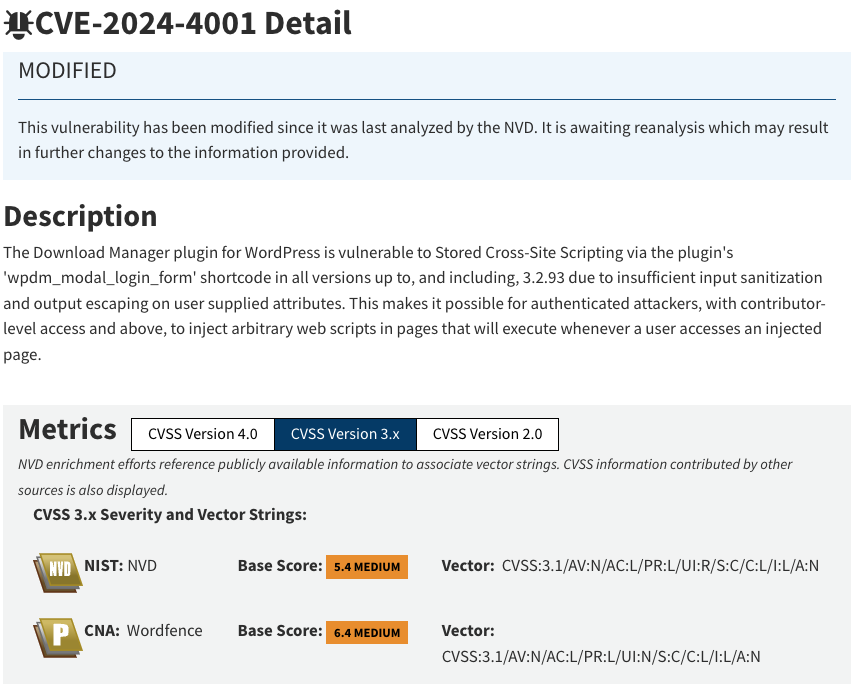 CVE-2024-4001 Detail
MODIFIED
This vulnerability has been modified since it was last analyzed by the NVD. It is awaiting reanalysis which may result
in further changes to the information provided.
Description
The Download Manager plugin for WordPress is vulnerable to Stored Cross-Site Scripting via the plugin's
'wpdm_modal_login_form' shortcode in all versions up to, and including, 3.2.93 due to insufficient input sanitization
and output escaping on user supplied attributes. This makes it possible for authenticated attackers, with contributor-
level access and above, to inject arbitrary web scripts in pages that will execute whenever a user accesses an injected
page.
Metrics CVSS Version 4.0 CVSS Version 3.x CVSS Version 2.0
NVD enrichment efforts reference publicly available information to associate vector strings. CVSS information contributed by other
sources is also displayed.
CVSS 3.x Severity and Vector Strings:
NVD NIST: NVD Base Score: 5.4 MEDIUM Vector: CVSS:3.1/AV:N/AC:L/PR:L/UI:R/S:C/C:L/I:L/A:N
P CNA: Wordfence Base Score: 6.4 MEDIUM Vector:
CVSS:3.1/AV:N/AC:L/PR:L/UI:N/S:C/C:L/I:L/A:N